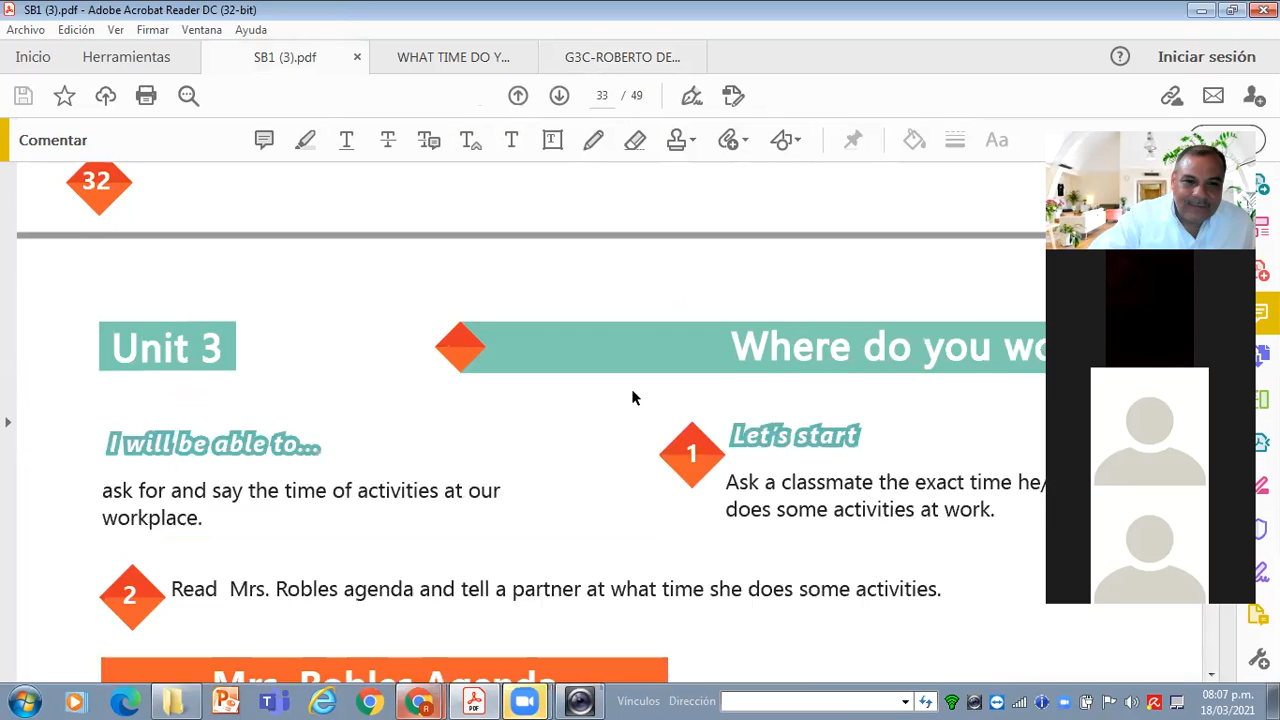 SB1 (3).pdf - Adobe Acrobat Reader DC (32-bit)
Archivo Edición Ver Firmar Ventana Ayuda
Inicio Herramientas SB1 (3).pdf × WHAT TIME DO Y... G3C-ROBERTO DE... Iniciar sesión
33 / 49
Comentar
32
Unit 3
Where do you wo
I will be able to...
ask for and say the time of activities at our
workplace.
1 Let's start
Ask a classmate the exact time he/
does some activities at work.
2 Read Mrs. Robles agenda and tell a partner at what time she does some activities.
Mrs. Robles Agenda
Vínculos Dirección
08:07 p.m.
18/03/2021